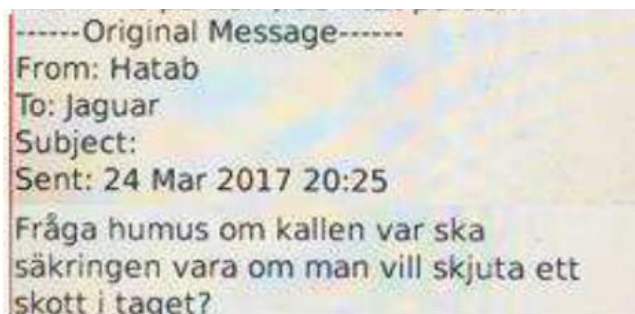 ------Original Message------
From: Hatab
To: Jaguar
Subject:
Sent: 24 Mar 2017 20:25
Fråga humus om kallen var ska
säkringen vara om man vill skjuta ett
skott i taget?